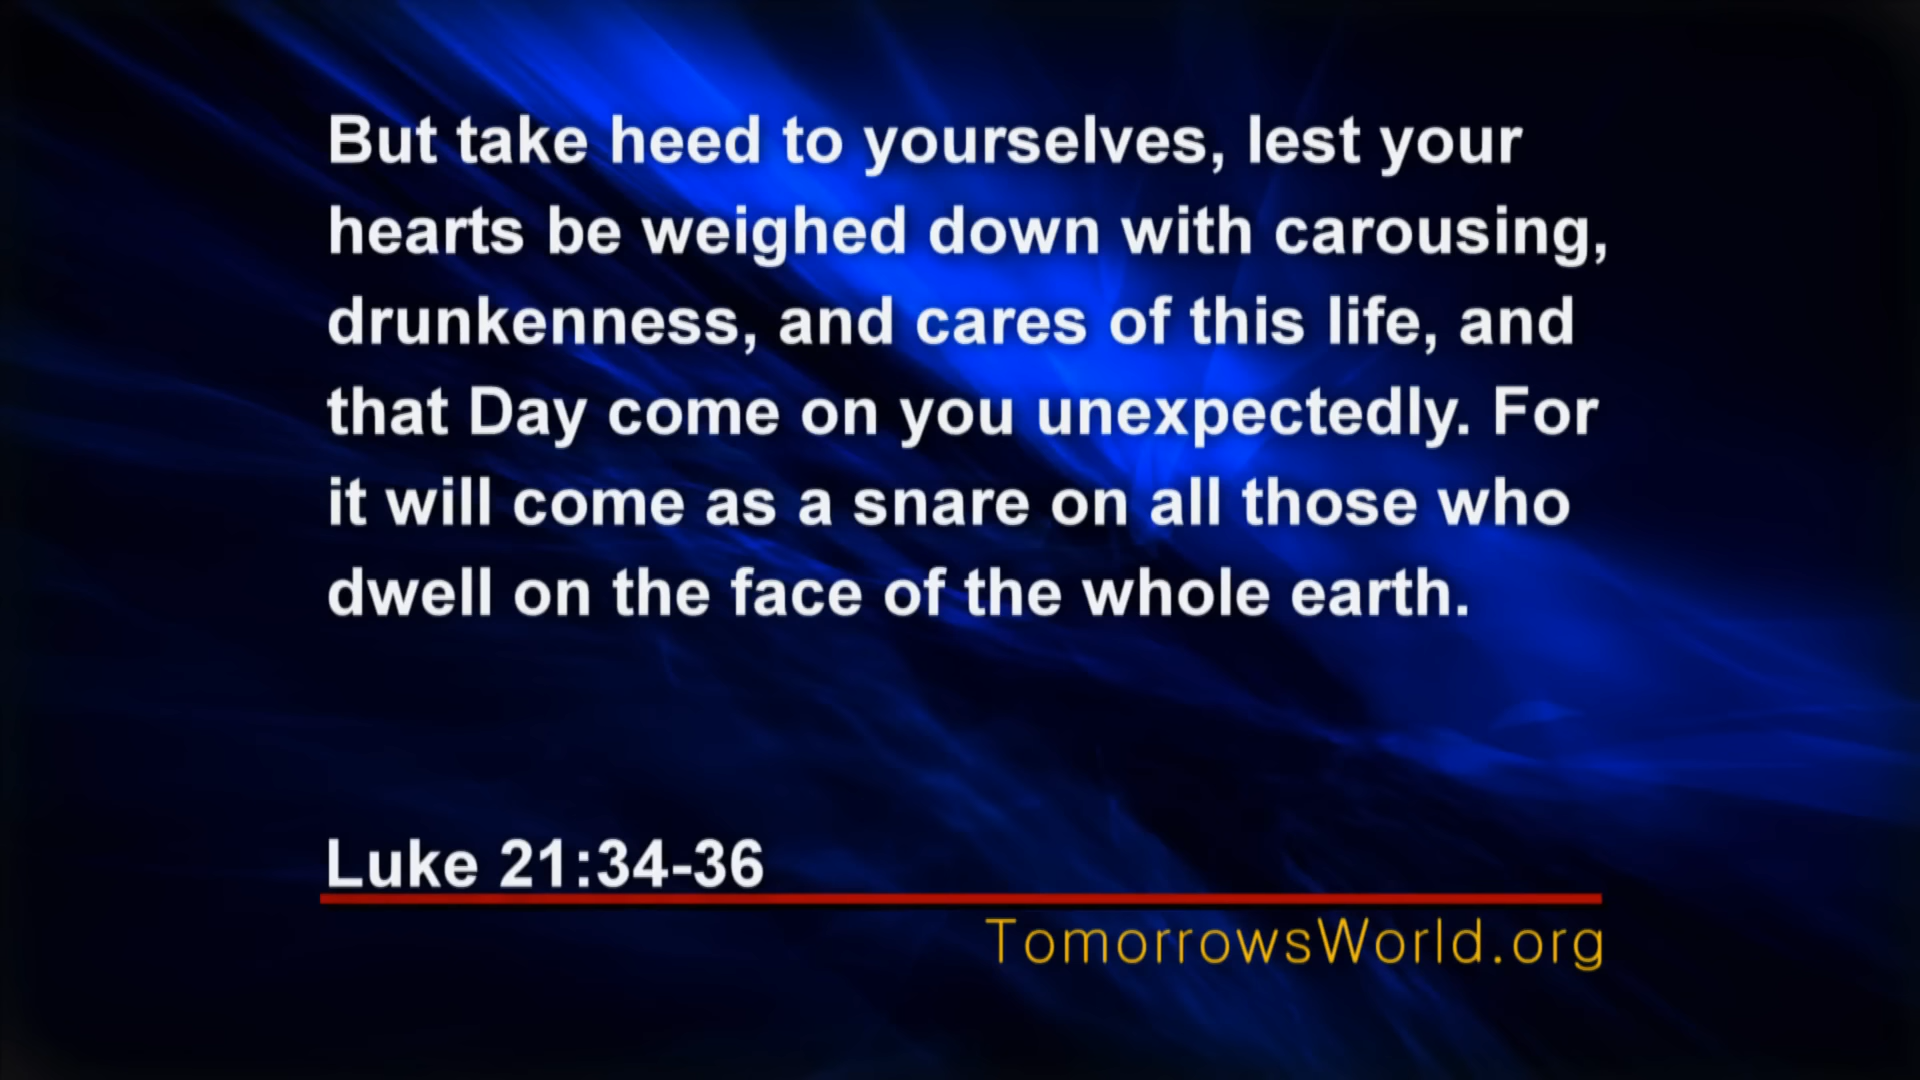 But take heed to yourselves, lest your
hearts be weighed down with carousing,
drunkenness, and cares of this life, and
that Day come on you unexpectedly. For
it will come as a snare on all those who
dwell on the face of the whole earth.
Luke 21:34-36
TomorrowsWorld.org